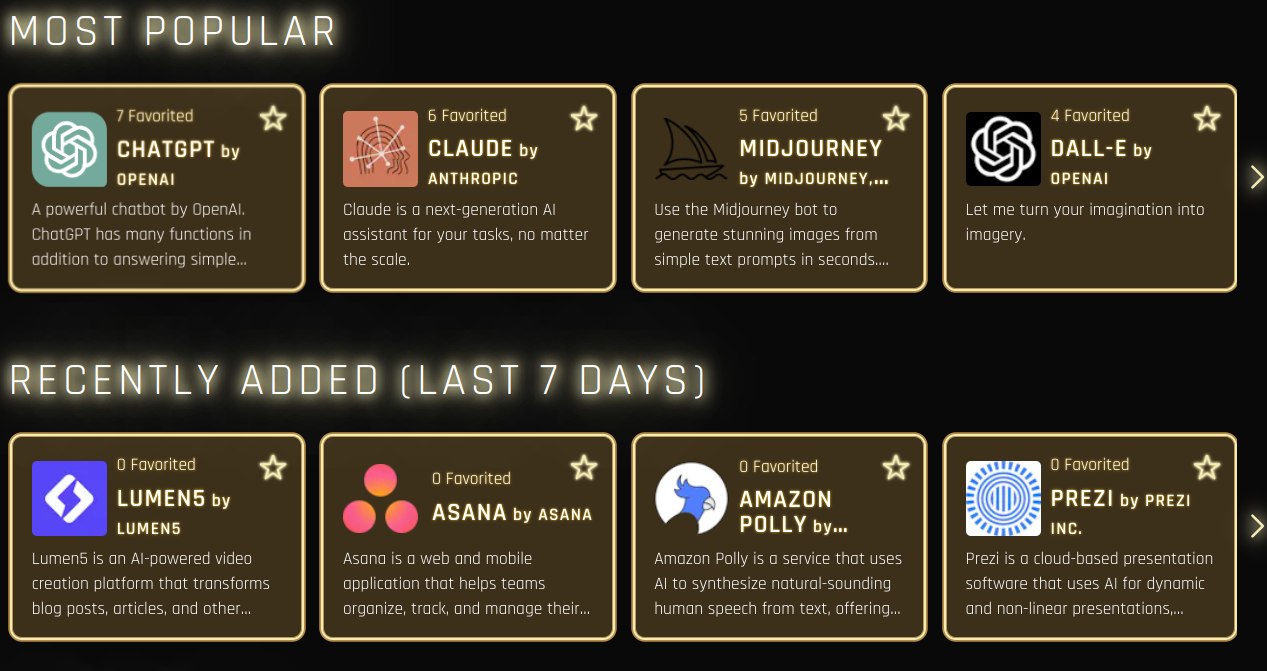 MOST POPULAR
7 Favorited
CHATGPT by
OPENAI
A powerful chatbot by OpenAI.
ChatGPT has many functions in
addition to answering simple...
6 Favorited
CLAUDE by
ANTHROPIC
Claude is a next-generation AI
assistant for your tasks, no matter
the scale.
5 Favorited
MIDJOURNEY
by MIDJOURNEY,...
Use the Midjourney bot to
generate stunning images from
simple text prompts in seconds....
4 Favorited
DALL-E by
OPENAI
Let me turn your imagination into
imagery.
RECENTLY ADDED (LAST 7 DAYS)
0 Favorited
LUMEN5 by
LUMEN5
Lumen5 is an AI-powered video
creation platform that transforms
blog posts, articles, and other...
0 Favorited
ASANA by ASANA
Asana is a web and mobile
application that helps teams
organize, track, and manage their...
0 Favorited
AMAZON
POLLY by...
Amazon Polly is a service that uses
AI to synthesize natural-sounding
human speech from text, offering...
0 Favorited
PREZI by PREZI
INC.
Prezi is a cloud-based presentation
software that uses AI for dynamic
and non-linear presentations,...